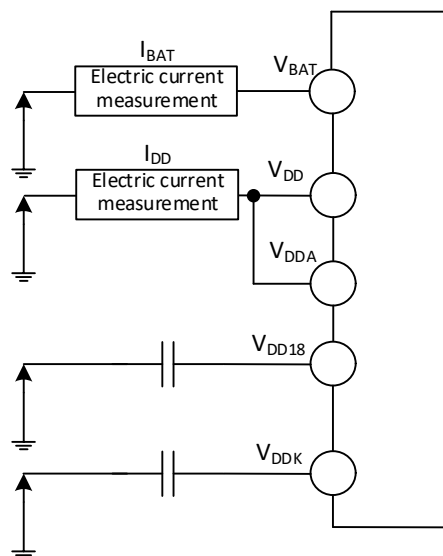 I_BAT
V_BAT
Electric current
measurement
I_DD
V_DD
Electric current
measurement
V_DDA
V_DD18
V_DDK